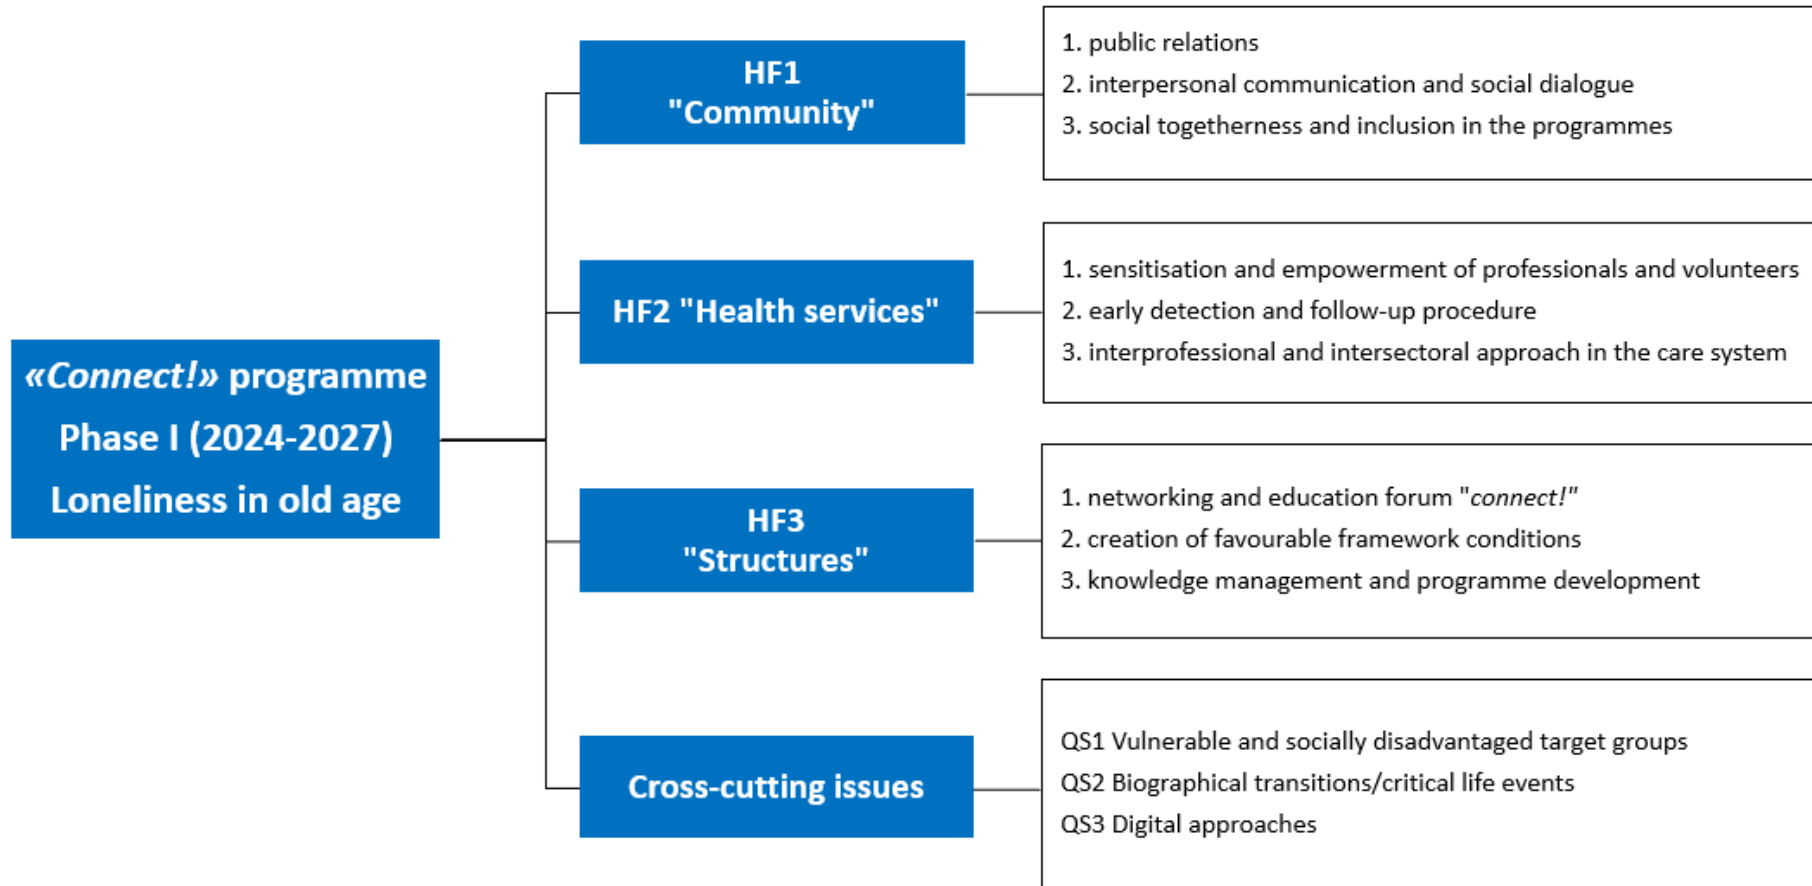 «Connect!» programme
Phase I (2024-2027)
Loneliness in old age
HF1
"Community"
1. public relations
2. interpersonal communication and social dialogue
3. social togetherness and inclusion in the programmes
HF2 "Health services"
1. sensitisation and empowerment of professionals and volunteers
2. early detection and follow-up procedure
3. interprofessional and intersectoral approach in the care system
HF3
"Structures"
1. networking and education forum "connect!"
2. creation of favourable framework conditions
3. knowledge management and programme development
Cross-cutting issues
QS1 Vulnerable and socially disadvantaged target groups
QS2 Biographical transitions/critical life events
QS3 Digital approaches